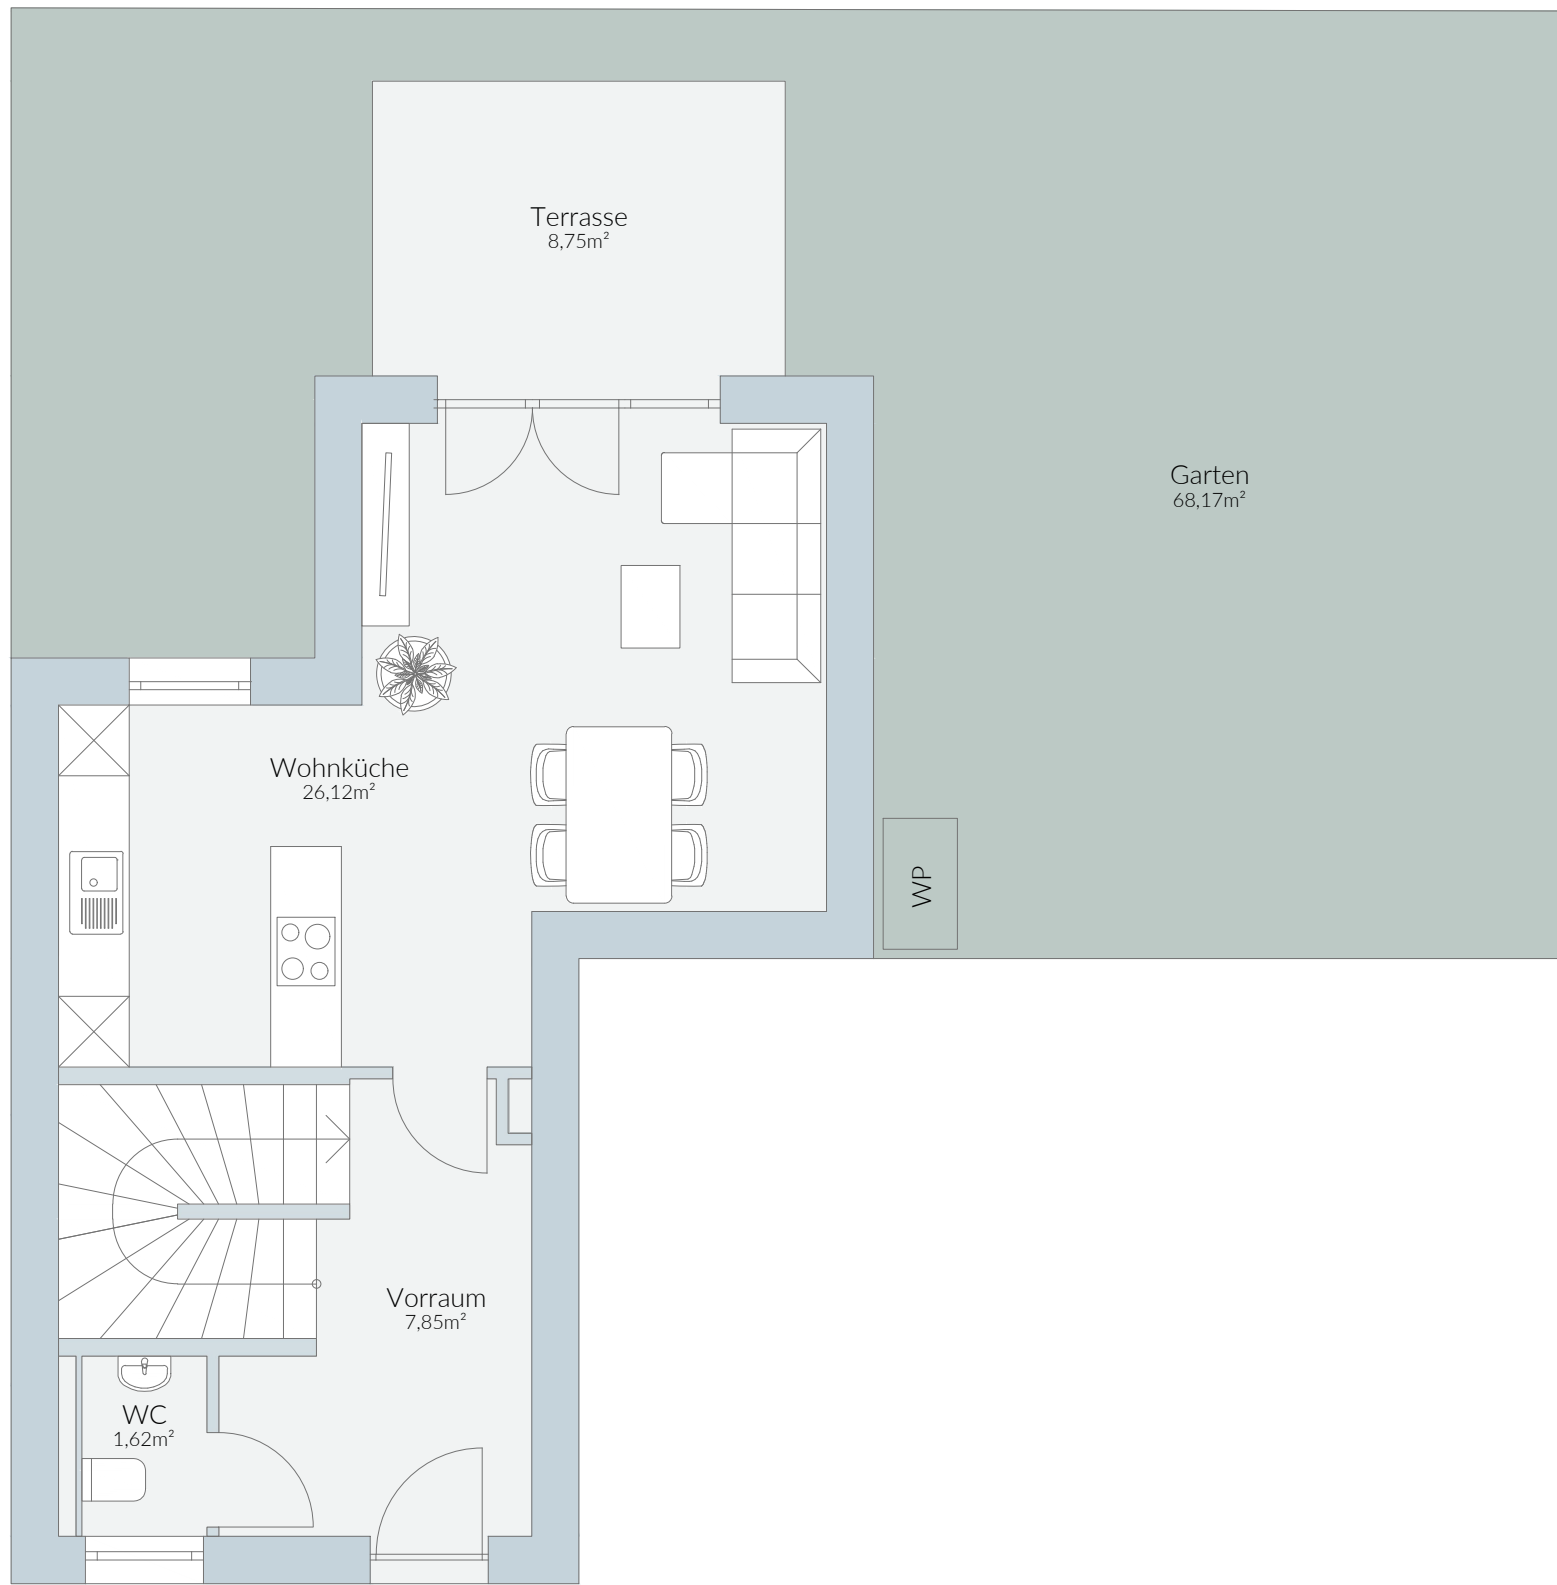 Terrasse
8,75m²
Garten
68,17m²
Wohnküche
26,12m²
WP
Vorraum
7,85m²
WC
1,62m²